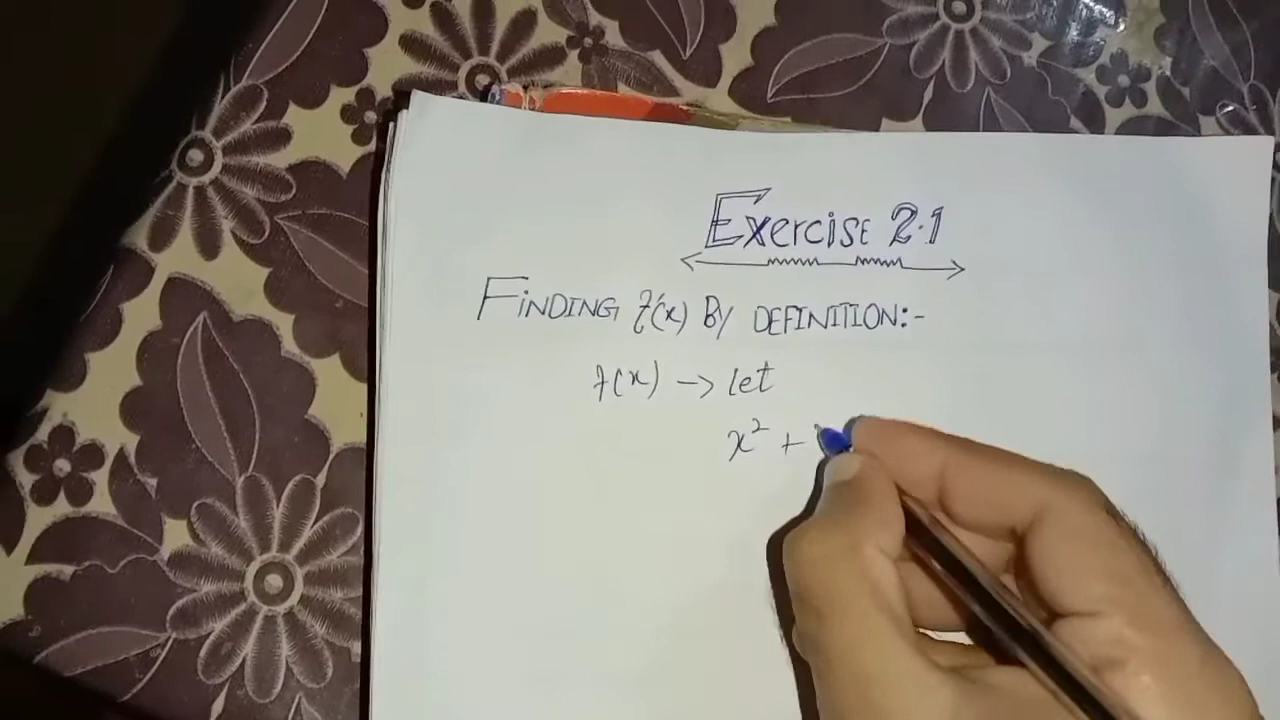 Exercise 2.1
FINDING f'(x) BY DEFINITION:-
f(x) → let
x² +